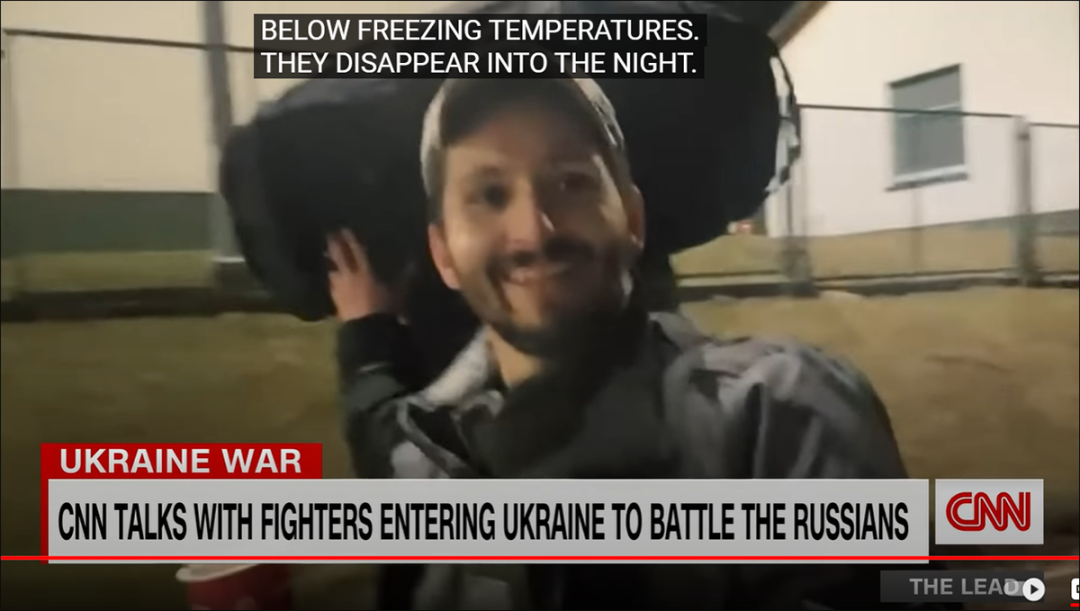 BELOW FREEZING TEMPERATURES.
THEY DISAPPEAR INTO THE NIGHT.
UKRAINE WAR
CNN TALKS WITH FIGHTERS ENTERING UKRAINE TO BATTLE THE RUSSIANS
CNN
THE LEAD